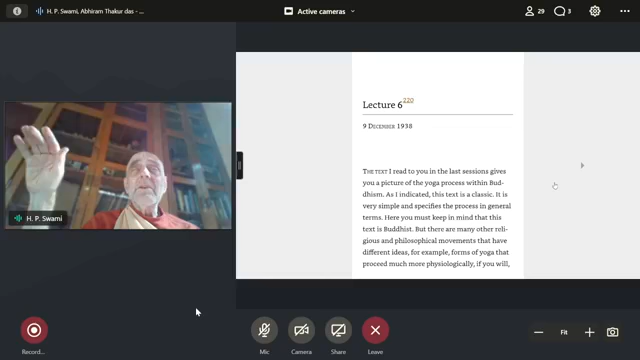 H. P. Swami, Abhiram Thakur das - ...
Active cameras
29
3
Lecture 6220
9 DECEMBER 1938
THE TEXT I read to you in the last sessions gives
you a picture of the yoga process within Bud-
dhism. As I indicated, this text is a classic. It is
very simple and specifies the process in general
terms. Here you must keep in mind that this
text is Buddhist. But there are many other reli-
gious and philosophical movements that have
different ideas, for example, forms of yoga that
proceed much more physiologically, if you will,
H. P. Swami
Record...
Mic
Camera
Share
Leave
Fit